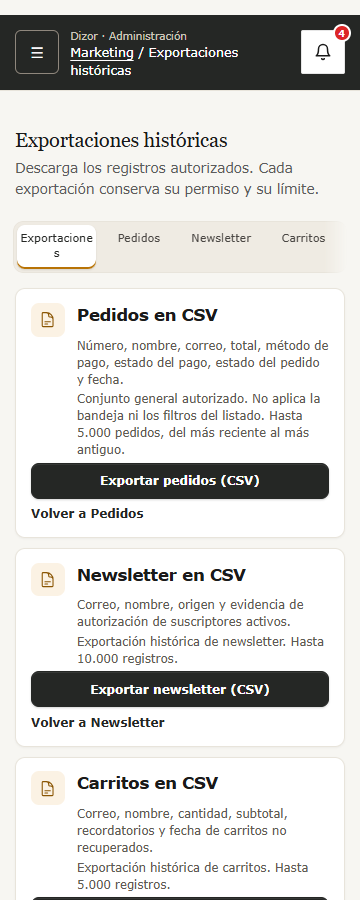 Dizor · Administración
Marketing / Exportaciones
históricas
4
Exportaciones históricas
Descarga los registros autorizados. Cada
exportación conserva su permiso y su límite.
Exportacione
s
Pedidos
Newsletter
Carritos
Pedidos en CSV
Número, nombre, correo, total, método de
pago, estado del pago, estado del pedido
y fecha.
Conjunto general autorizado. No aplica la
bandeja ni los filtros del listado. Hasta
5.000 pedidos, del más reciente al más
antiguo.
Exportar pedidos (CSV)
Volver a Pedidos
Newsletter en CSV
Correo, nombre, origen y evidencia de
autorización de suscriptores activos.
Exportación histórica de newsletter. Hasta
10.000 registros.
Exportar newsletter (CSV)
Volver a Newsletter
Carritos en CSV
Correo, nombre, cantidad, subtotal,
recordatorios y fecha de carritos no
recuperados.
Exportación histórica de carritos. Hasta
5.000 registros.